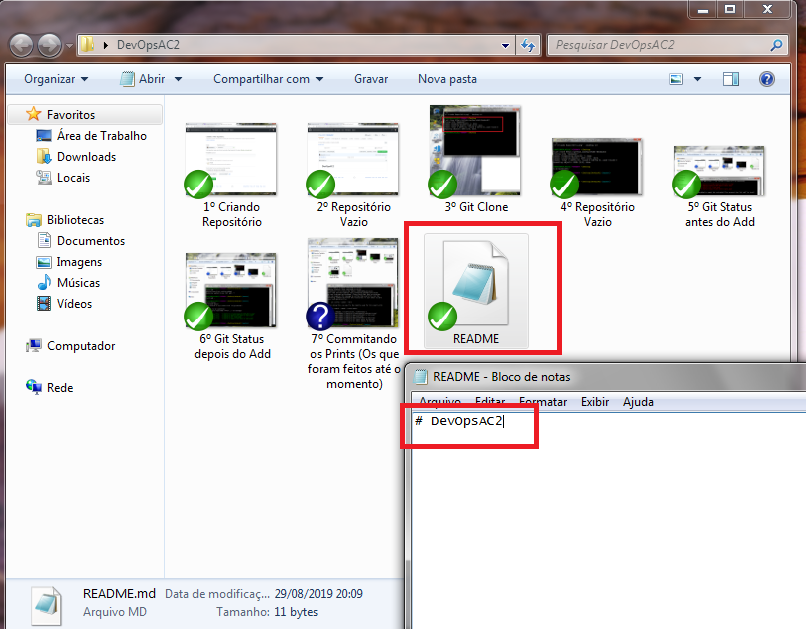 DevOpsAC2
Pesquisar DevOpsAC2
Organizar
Abrir
Compartilhar com
Gravar
Nova pasta
Favoritos
Área de Trabalho
Downloads
Locais
Bibliotecas
Documentos
Imagens
Músicas
Vídeos
Computador
Rede
1º Criando
Repositório
2º Repositório
Vazio
3º Git Clone
4º Repositório
Vazio
5º Git Status
antes do Add
6º Git Status
depois do Add
7º Commitando
os Prints (Os que
foram feitos até o
momento)
README
README - Bloco de notas
Arquivo Editar Formatar Exibir Ajuda
# DevOpsAC2
README.md Data de modificaç... 29/08/2019 20:09
Arquivo MD Tamanho: 11 bytes